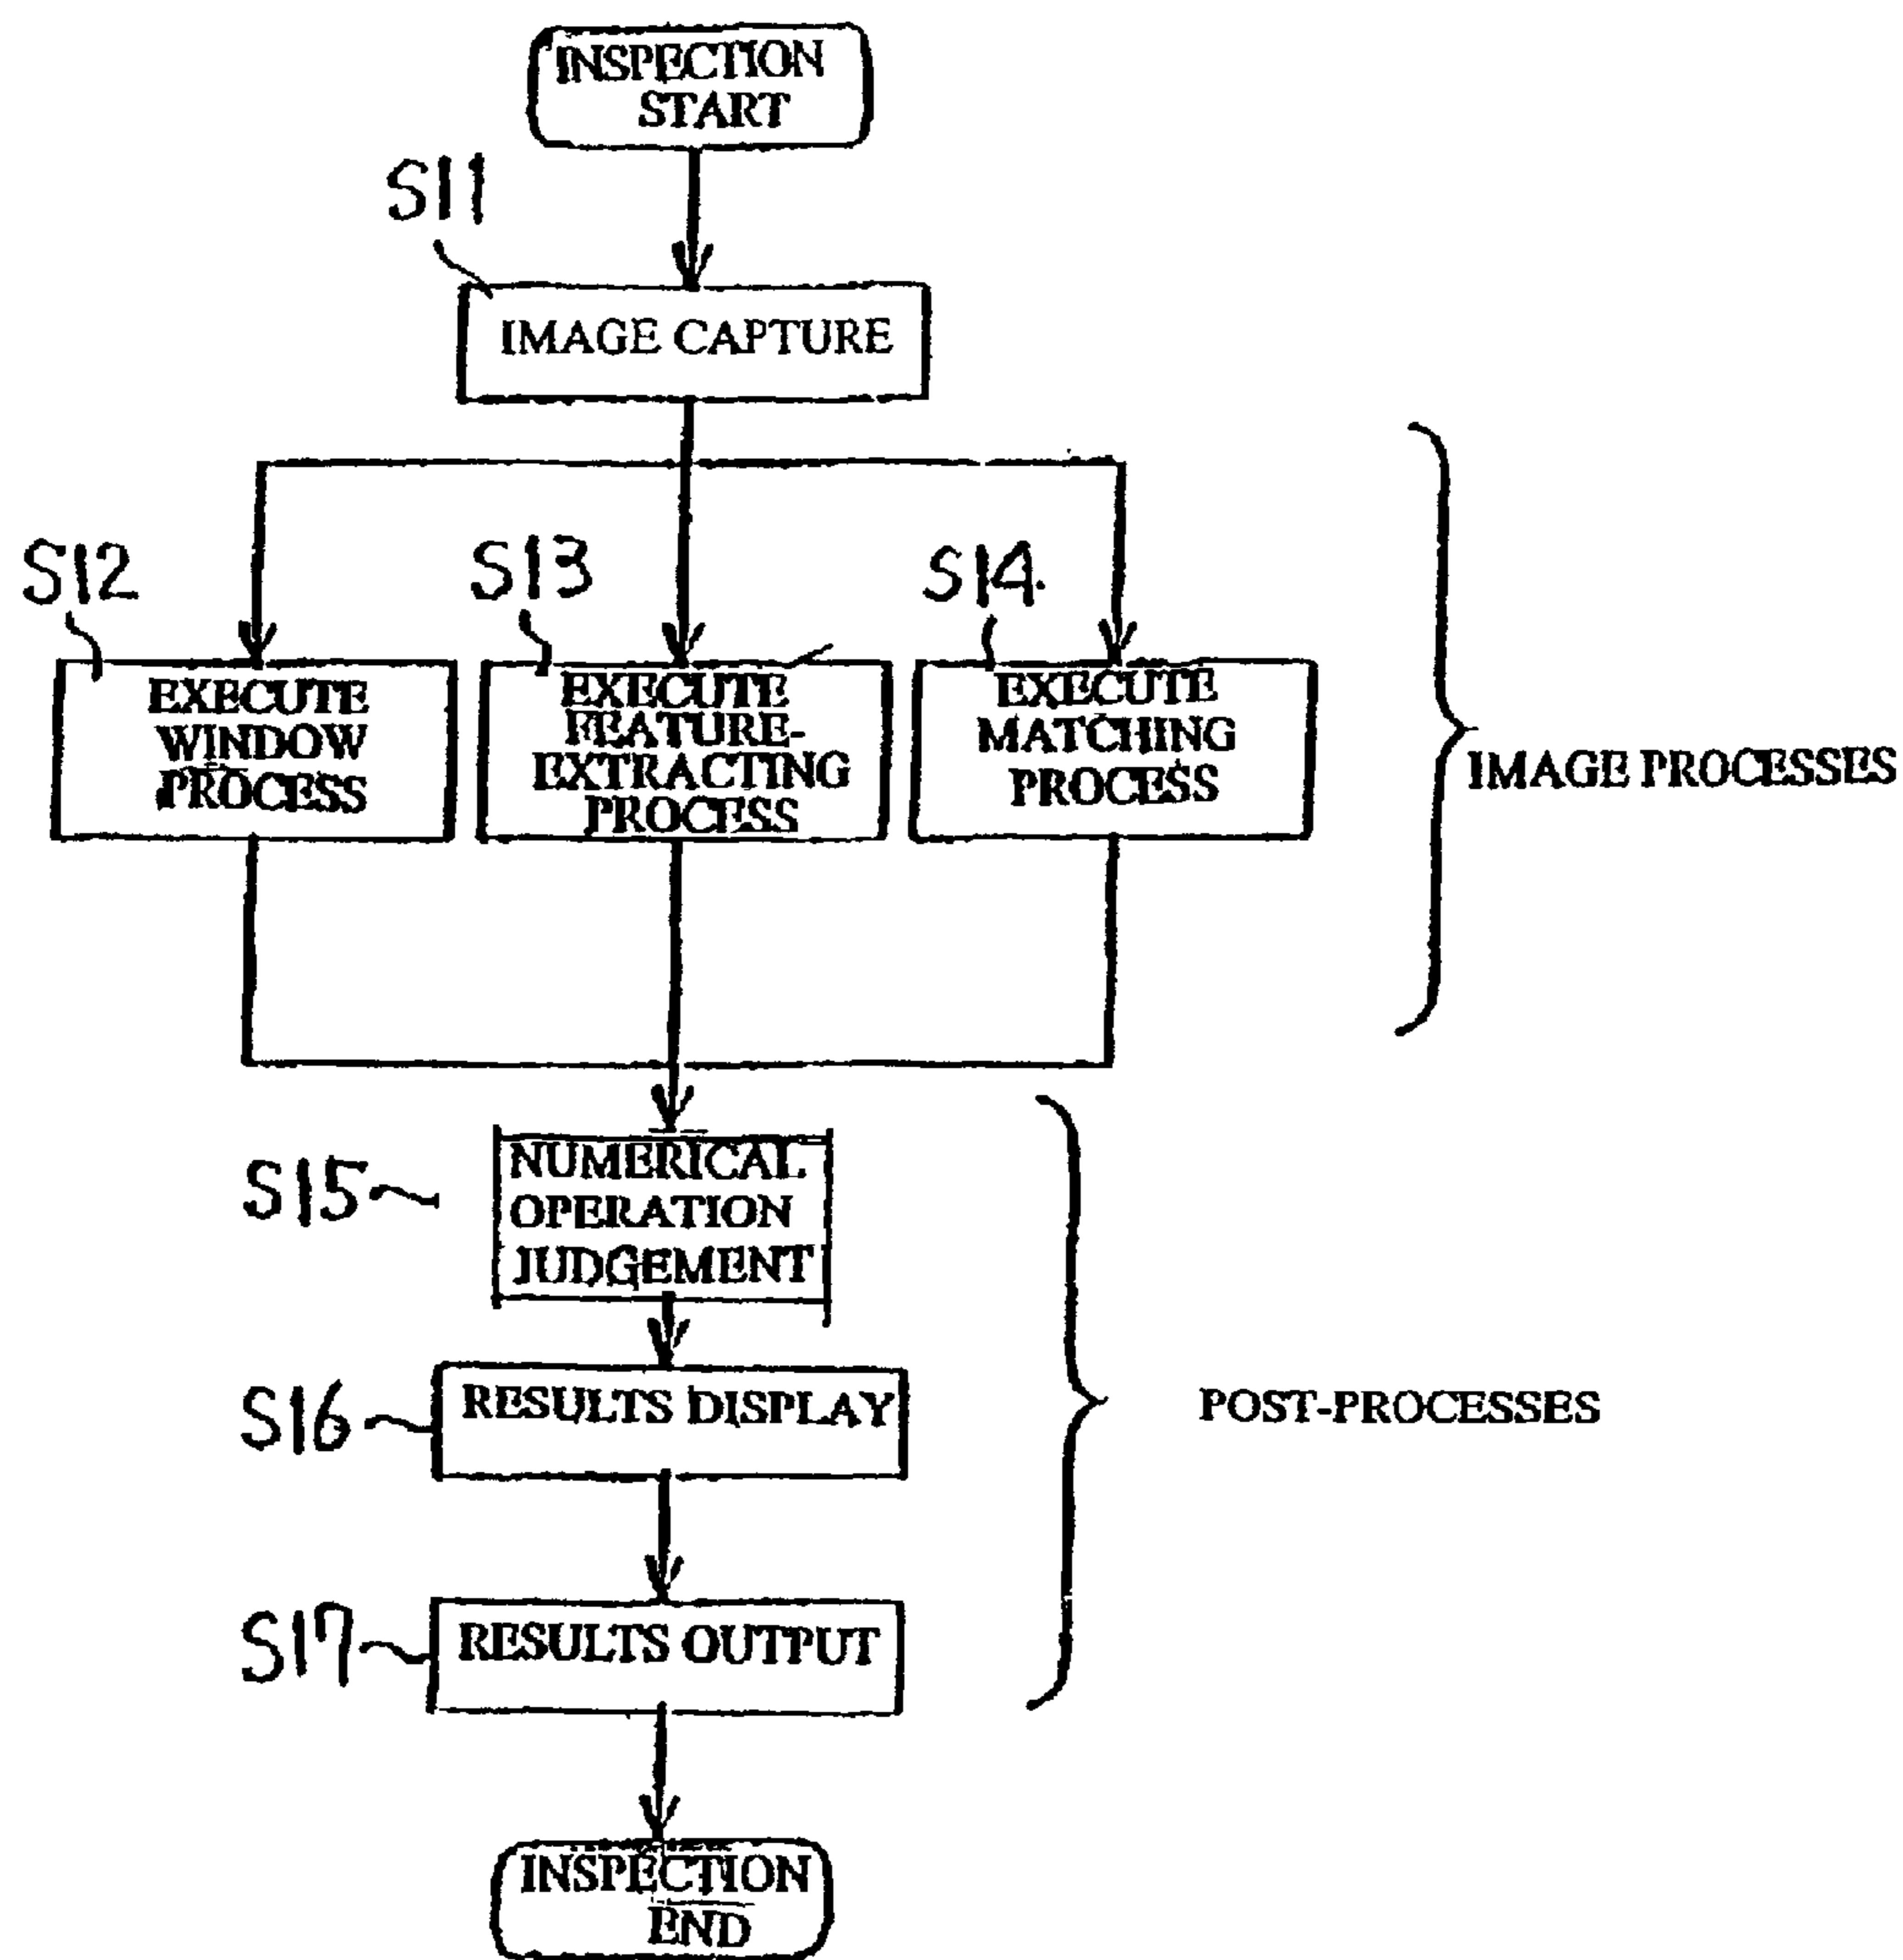 INSPECTION
START
S11
IMAGE CAPTURE
S12
S13
S14
EXECUTE
WINDOW
PROCESS
EXECUTE
FEATURE-
EXTRACTING
PROCESS
EXECUTE
MATCHING
PROCESS
IMAGE PROCESSES
S15
NUMERICAL
OPERATION
JUDGEMENT
S16
RESULTS DISPLAY
POST-PROCESSES
S17
RESULTS OUTPUT
INSPECTION
END